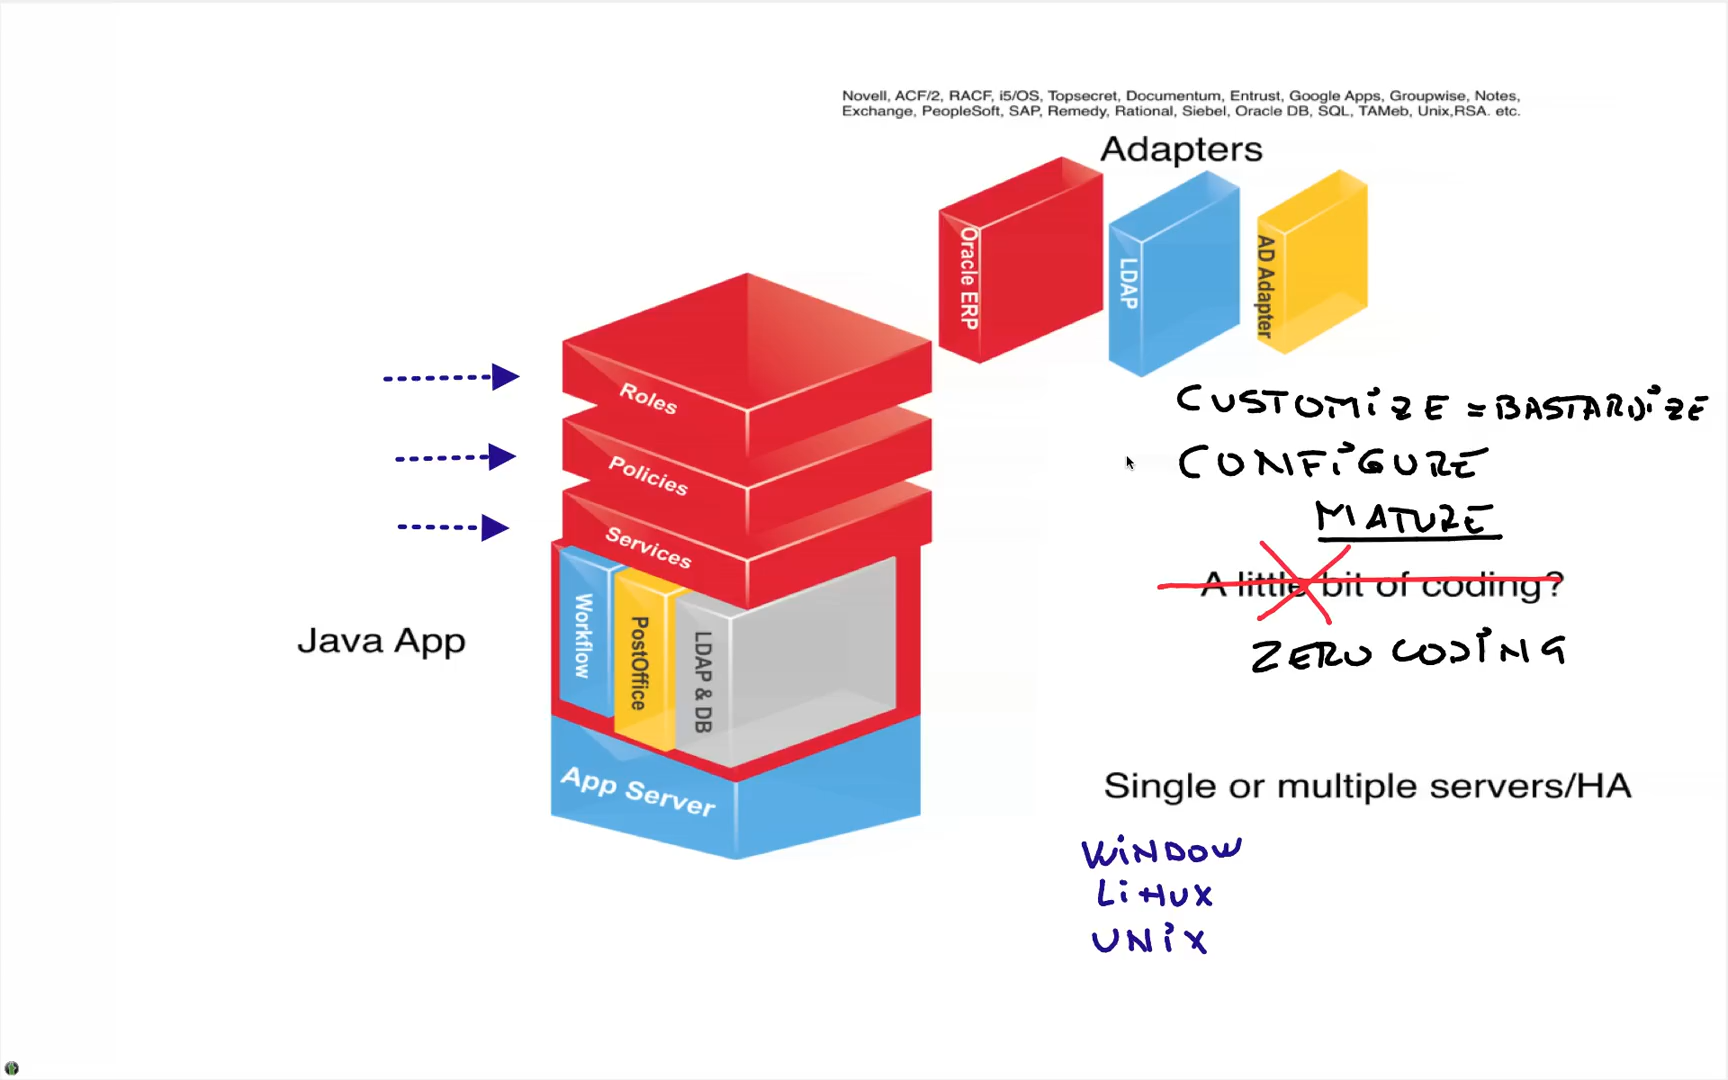 Novell, ACF/2, RACF, i5/OS, Topsecret, Documentum, Entrust, Google Apps, Groupwise, Notes,
Exchange, PeopleSoft, SAP, Remedy, Rational, Siebel, Oracle DB, SQL, TAMeb, Unix,RSA. etc.
Adapters
Oracle ERP
LDAP
AD Adapter
Roles
Policies
Services
Workflow
PostOffice
LDAP & DB
App Server
Java App
CUSTOMiZE = BASTARDiZE
CONFiGURE
MATURE
A little bit of coding?
ZERO CODiNG
Single or multiple servers/HA
WiNDOW
LiNUX
UNiX